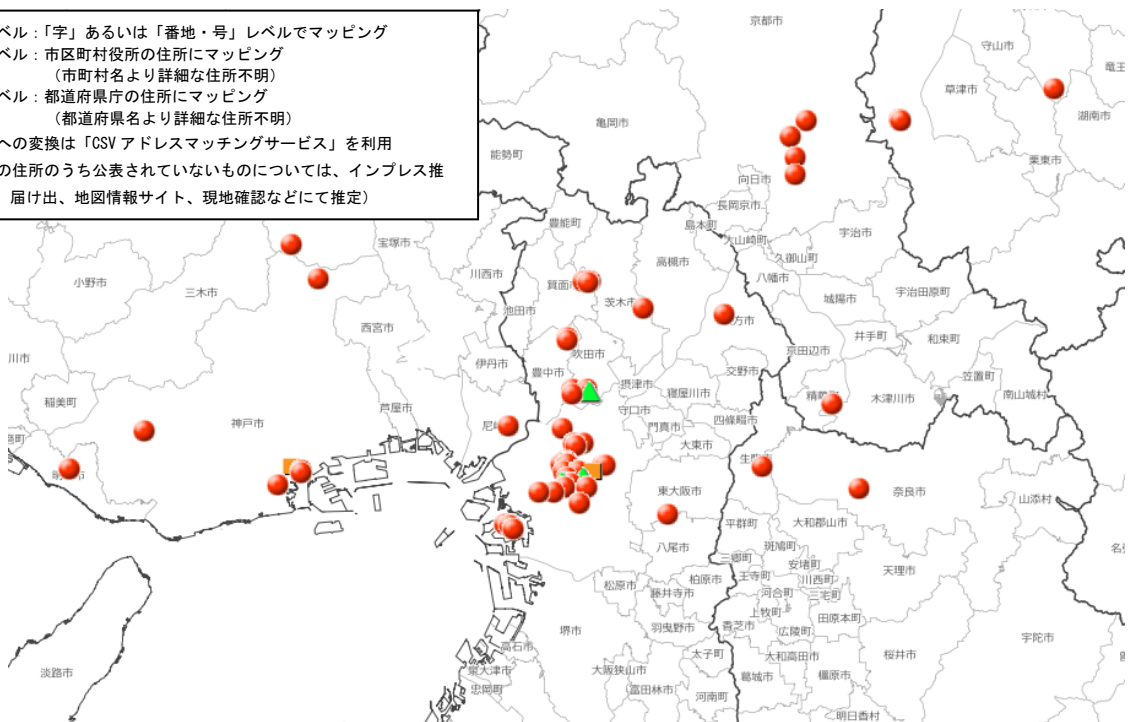 ベル：「字」あるいは「番地・号」レベルでマッピング
ベル：市区町村役所の住所にマッピング
（市町村名より詳細な住所不明）
ベル：都道府県庁の住所にマッピング
（都道府県名より詳細な住所不明）
への変換は「CSV アドレスマッチングサービス」を利用
の住所のうち公表されていないものについては、インプレス推
届け出、地図情報サイト、現地確認などにて推定）
京都市
守山市
竜王
草津市
湖南市
亀岡市
能勢町
栗東市
向日市
長岡京市
豊能町
島本町
大山崎町
宇治市
宝塚市
川西市
高槻市
久御山町
八幡市
小野市
三木市
箕面市
茨木市
城陽市
宇治田原町
池田市
西宮市
枚方市
井手町
和束町
京田辺市
伊丹市
豊中市
吹田市
摂津市
交野市
笠置町
川市
稲美町
芦屋市
寝屋川市
精華町
木津川市
南山城村
守口市
神戸市
門真市
四條畷市
大東市
生駒市
東大阪市
奈良市
山添村
平群町
大和郡山市
八尾市
斑鳩町
三郷町
安堵町
王寺町
川西町
天理市
松原市
柏原市
河合町
三宅町
藤井寺市
上牧町
田原本町
堺市
羽曳野市
香芝市
広陵町
宇陀市
高石市
太子町
大和高田市
桜井市
淡路市
泉大津市
大阪狭山市
葛城市
橿原市
忠岡町
富田林市
河南町
明日香村